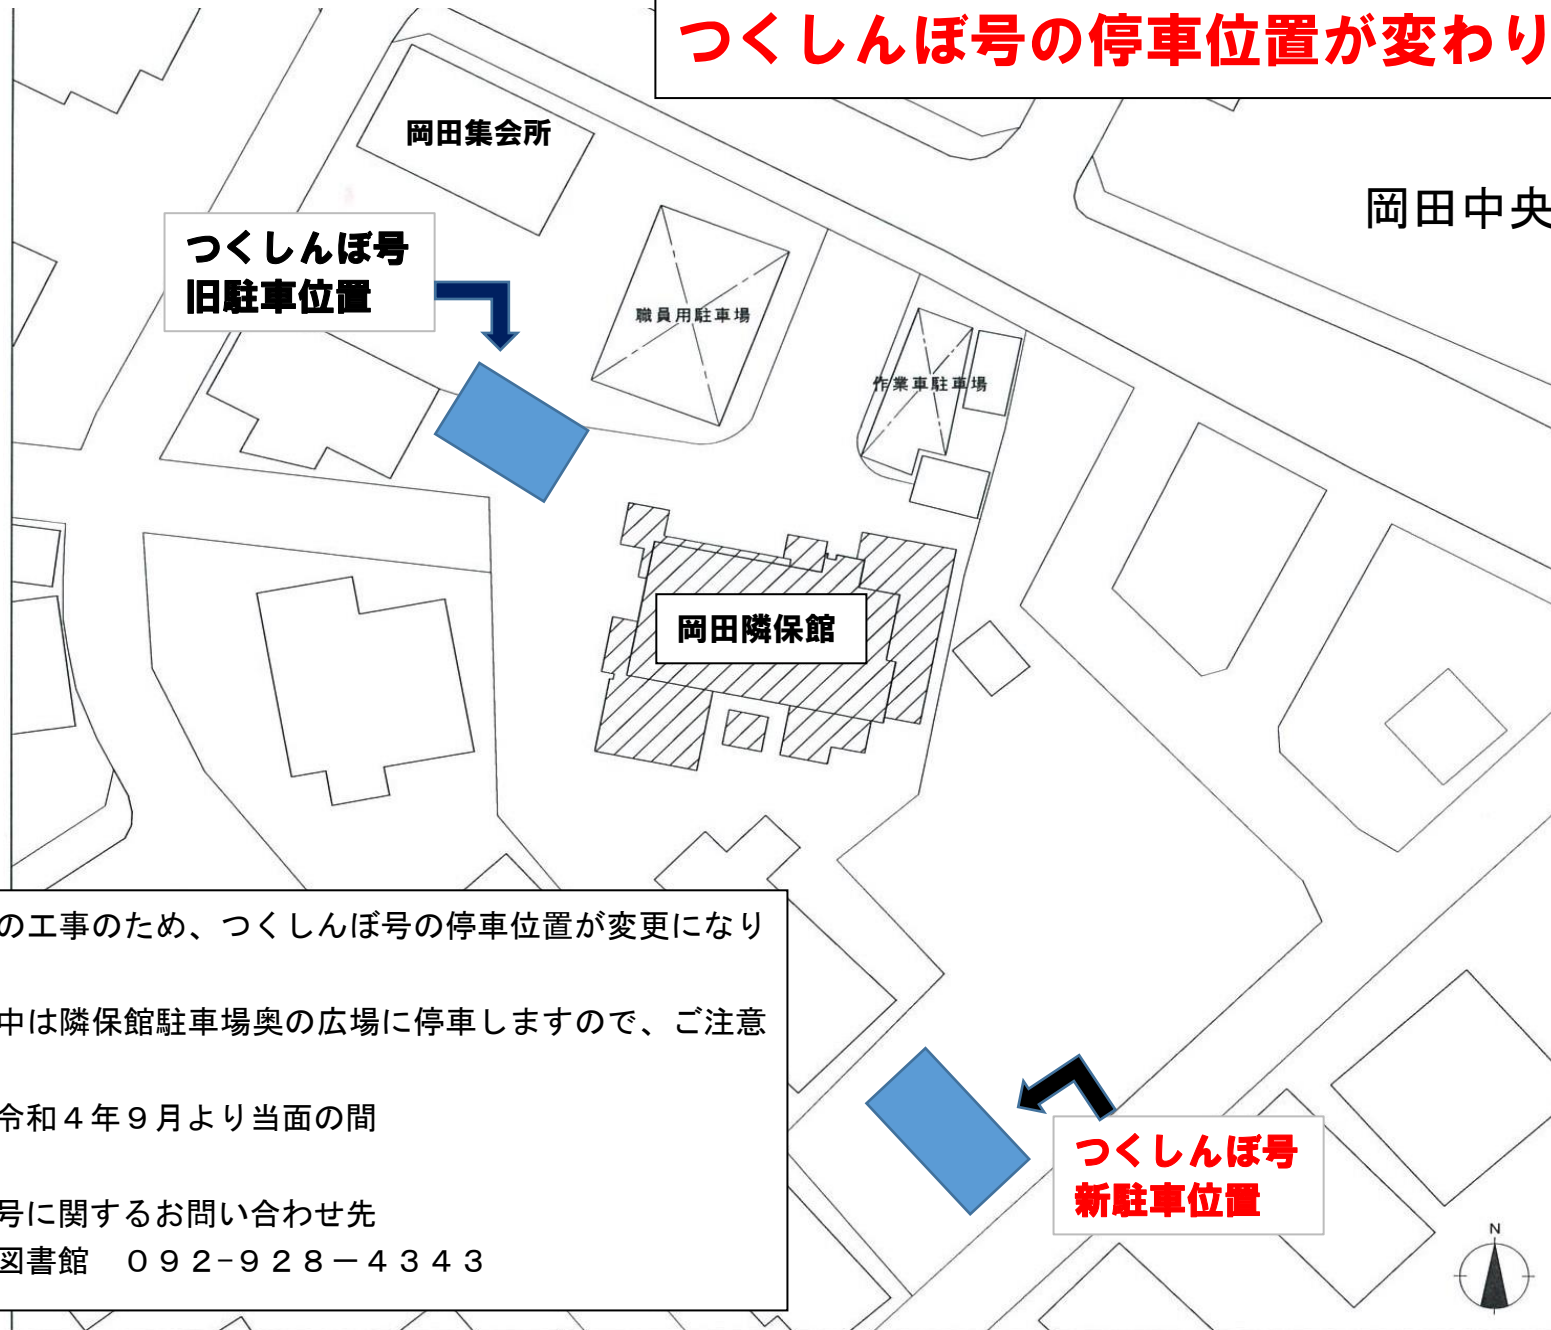 つくしんぼ号の停車位置が変わり
岡田集会所
岡田中央
つくしんぼ号
旧駐車位置
職員用駐車場
作業車駐車場
岡田隣保館
の工事のため、つくしんぼ号の停車位置が変更になり
中は隣保館駐車場奥の広場に停車しますので、ご注意
令和４年９月より当面の間
号に関するお問い合わせ先
図書館　０９２−９２８－４３４３
つくしんぼ号
新駐車位置
N